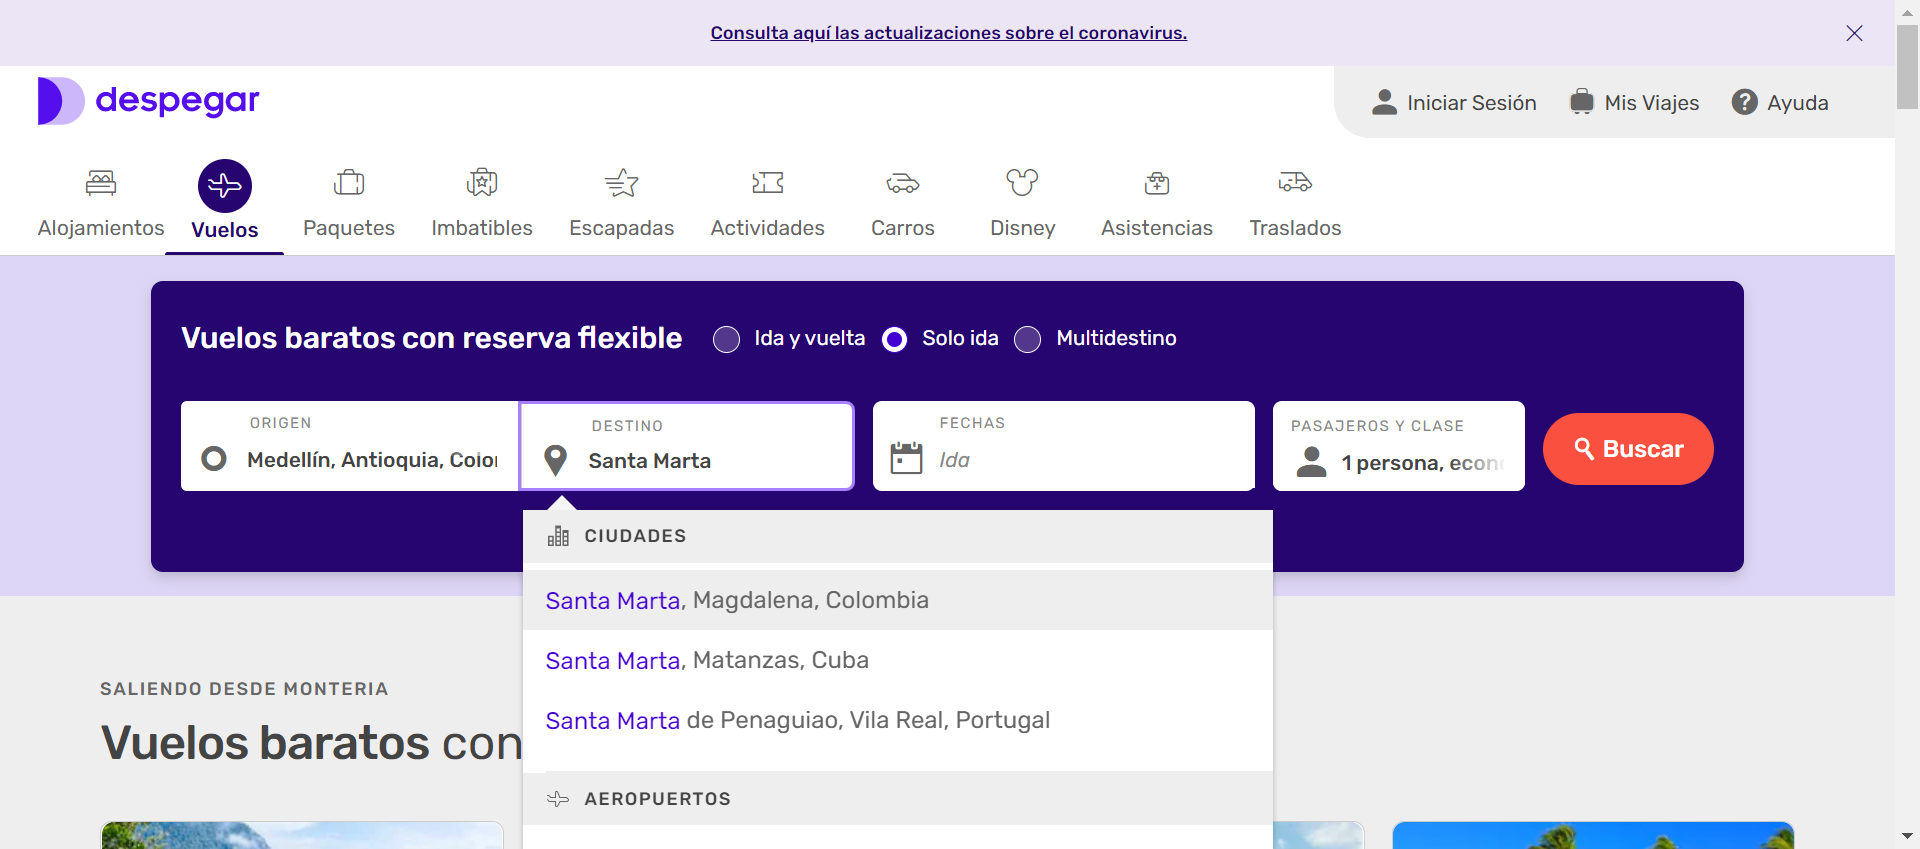 Consulta aquí las actualizaciones sobre el coronavirus.
despegar
Iniciar Sesión
Mis Viajes
Ayuda
Alojamientos
Vuelos
Paquetes
Imbatibles
Escapadas
Actividades
Carros
Disney
Asistencias
Traslados
Vuelos baratos con reserva flexible
Ida y vuelta
Solo ida
Multidestino
ORIGEN
Medellín, Antioquia, Colo
DESTINO
Santa Marta
FECHAS
Ida
PASAJEROS Y CLASE
1 persona, econ
Buscar
CIUDADES
Santa Marta, Magdalena, Colombia
Santa Marta, Matanzas, Cuba
Santa Marta de Penaguiao, Vila Real, Portugal
AEROPUERTOS
SALIENDO DESDE MONTERIA
Vuelos baratos con